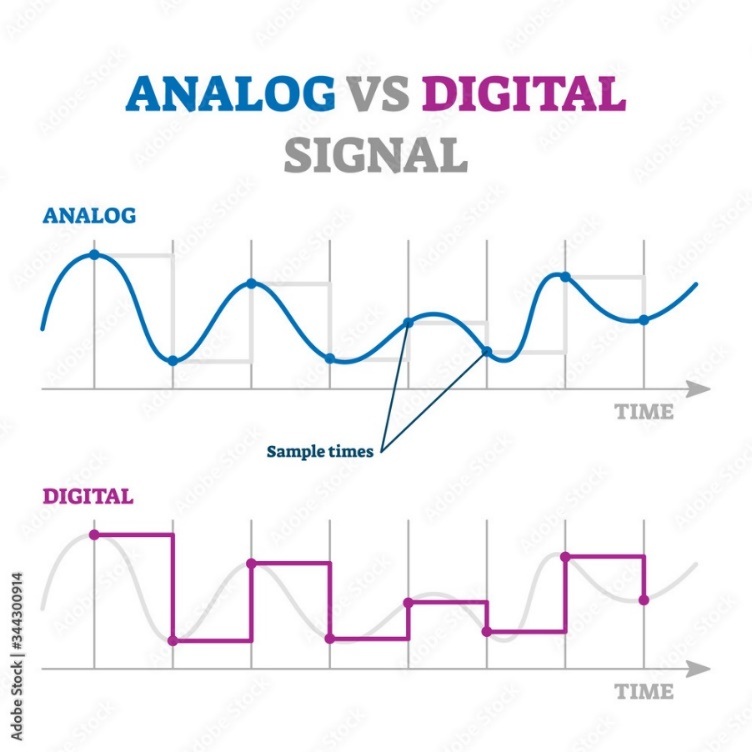 ANALOG VS DIGITAL
SIGNAL
ANALOG
TIME
Sample times
DIGITAL
TIME
Adobe Stock | #344300914